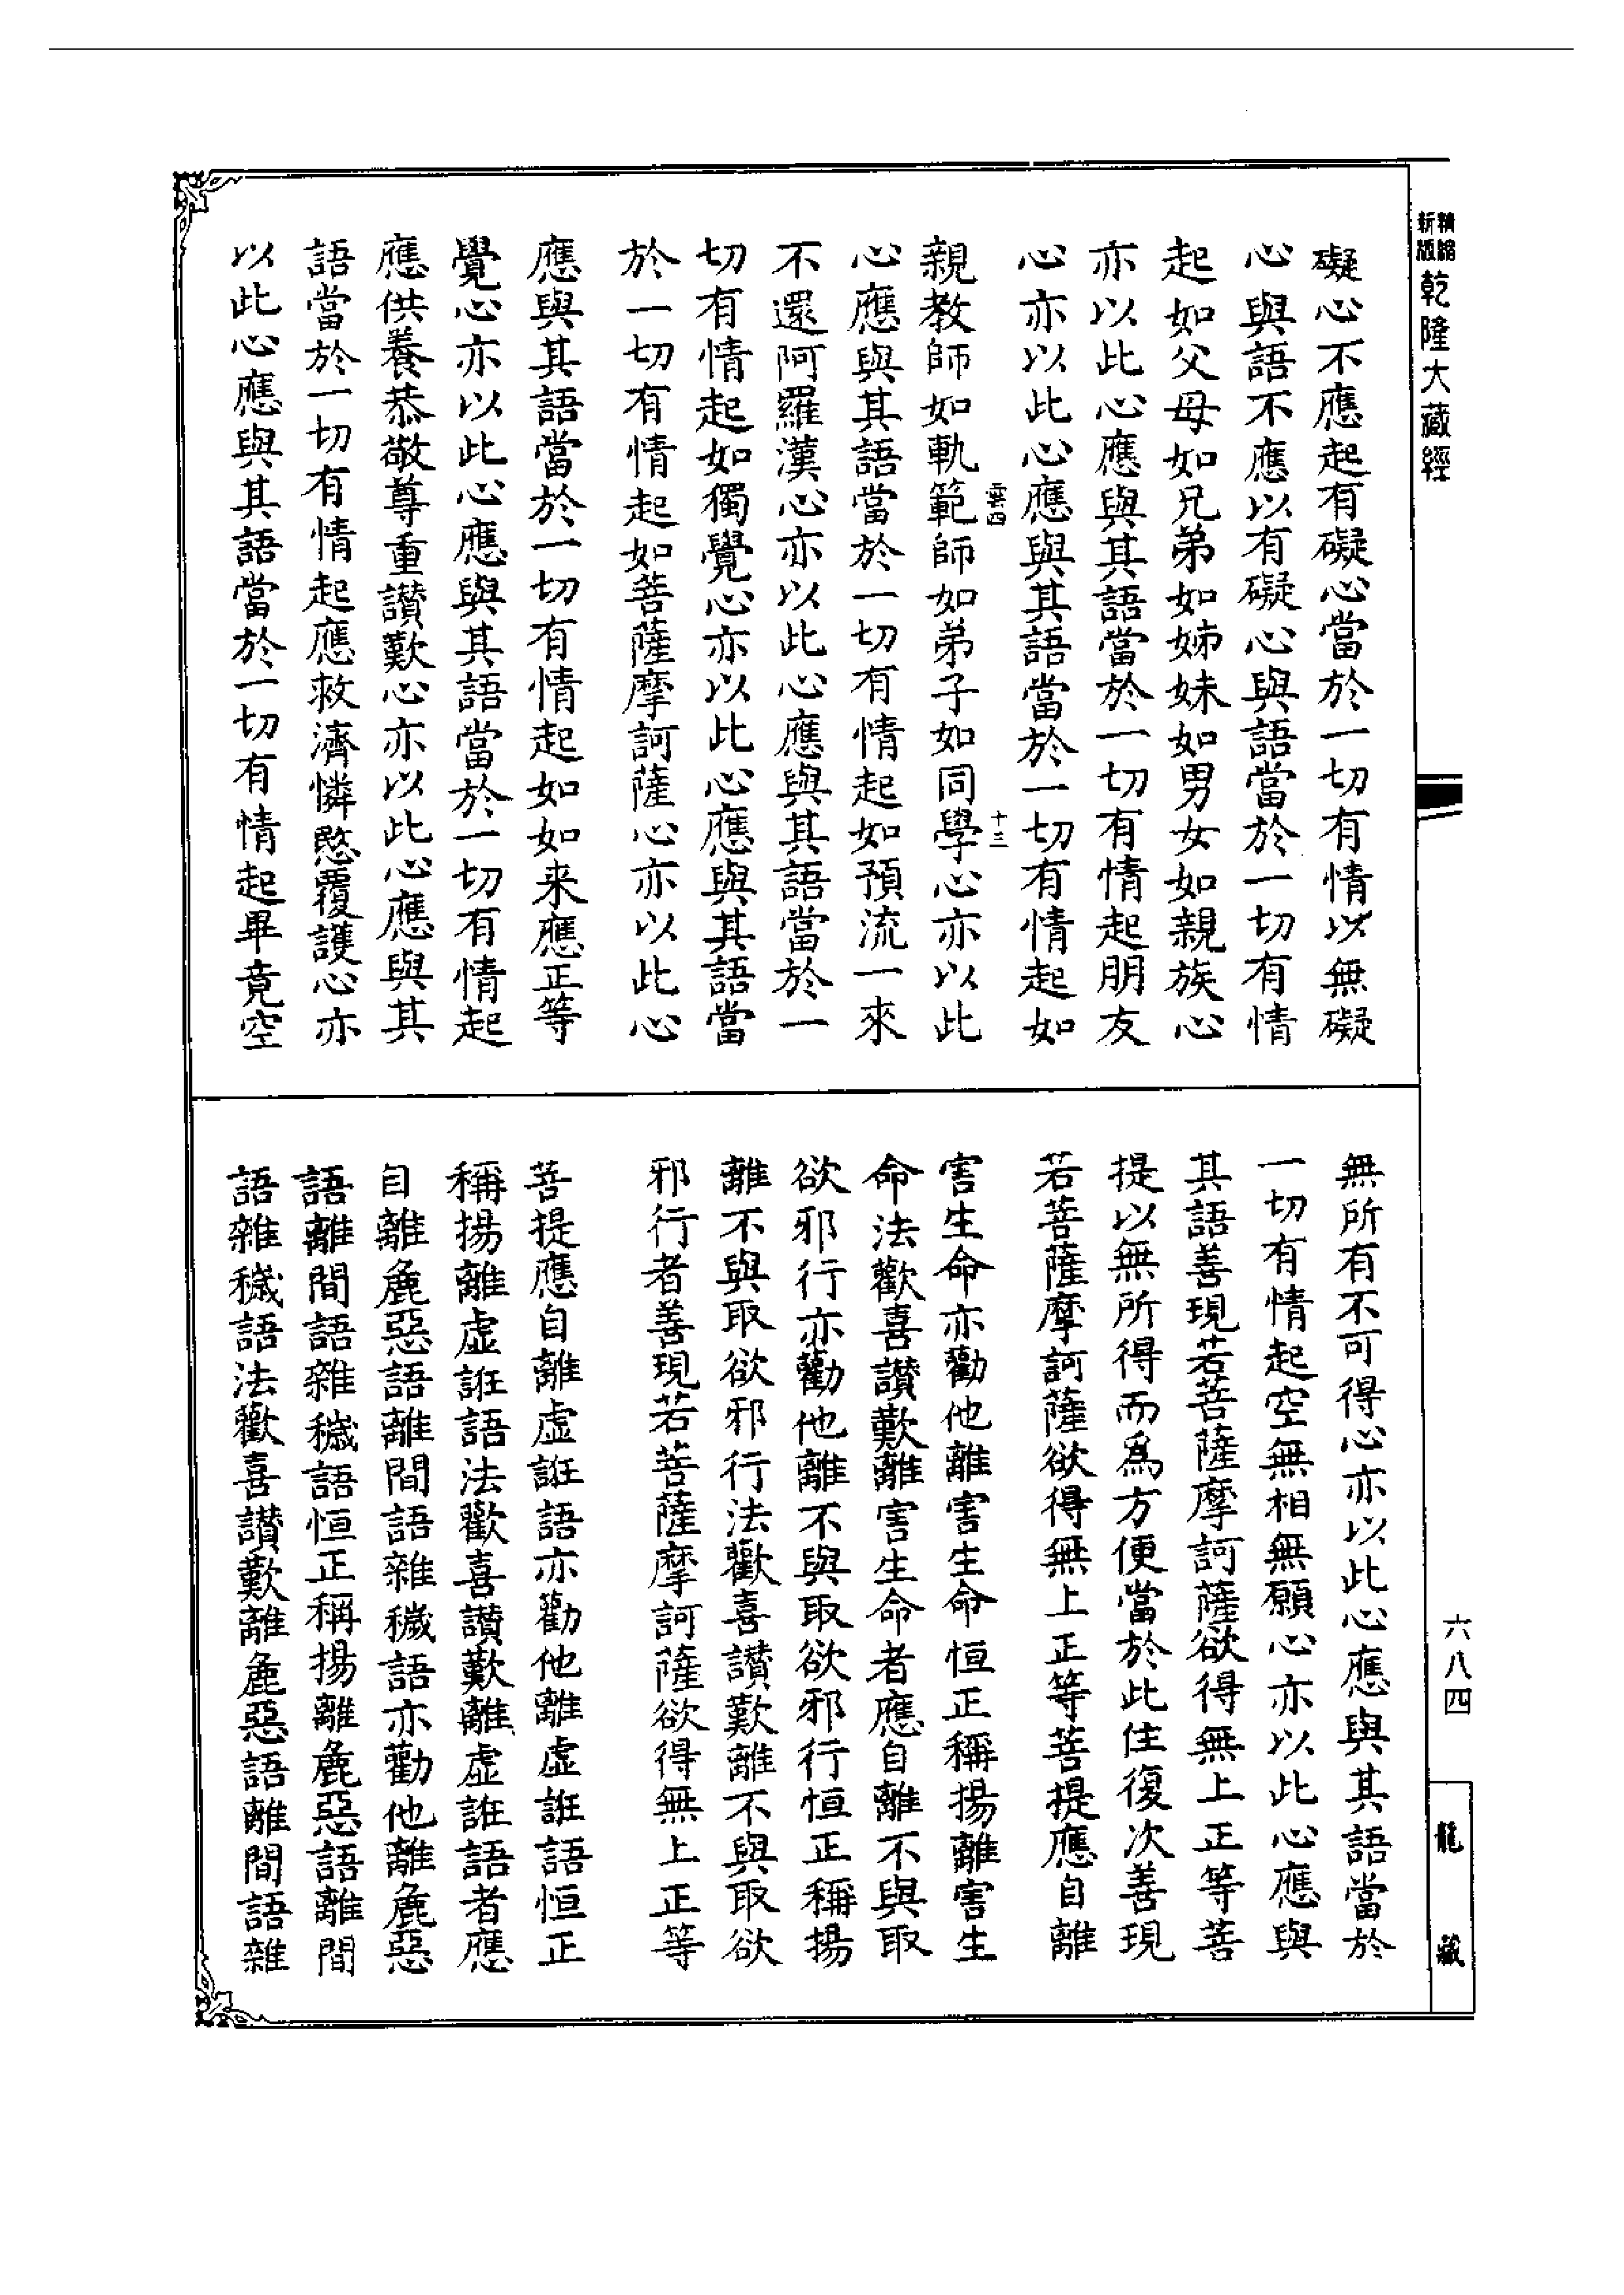 精縮新版
乾隆大藏經
礙心不應起有礙心當於一切有情以無礙
心與語不應以有礙心與語當於一切有情
起如父母如兄弟如姊妹如男女如親族心
亦以此心應與其語當於一切有情起朋友
心亦以此心應與其語當於一切有情起如
雲四
十三
親教師如軌範師如弟子如同學心亦以此
心應與其語當於一切有情起如預流一來
不還阿羅漢心亦以此心應與其語當於一
切有情起如獨覺心亦以此心應與其語當
於一切有情起如菩薩摩訶薩心亦以此心
應與其語當於一切有情起如如来應正等
覺心亦以此心應與其語當於一切有情起
應供養恭敬尊重讚歎心亦以此心應與其
語當於一切有情起應救濟憐愍覆護心亦
以此心應與其語當於一切有情起畢竟空
無所有不可得心亦以此心應與其語當於
一切有情起空無相無願心亦以此心應與
其語善現若菩薩摩訶薩欲得無上正等菩
提以無所得而爲方便當於此住復次善現
若菩薩摩訶薩欲得無上正等菩提應自離
害生命亦勸他離害生命恒正稱揚離害生
命法歡喜讚歎離害生命者應自離不與取
欲邪行亦勸他離不與取欲邪行恒正稱揚
離不與取欲邪行法歡喜讚歎離不與取欲
邪行者善現若菩薩摩訶薩欲得無上正等
菩提應自離虛誑語亦勸他離虛誑語恒正
稱揚離虛誑語法歡喜讚歎離虛誑語者應
自離麁惡語離間語雜穢語亦勸他離麁惡
語離間語雜穢語恒正稱揚離麁惡語離間
語雜穢語法歡喜讚歎離麁惡語離間語雜
六八四
龍藏